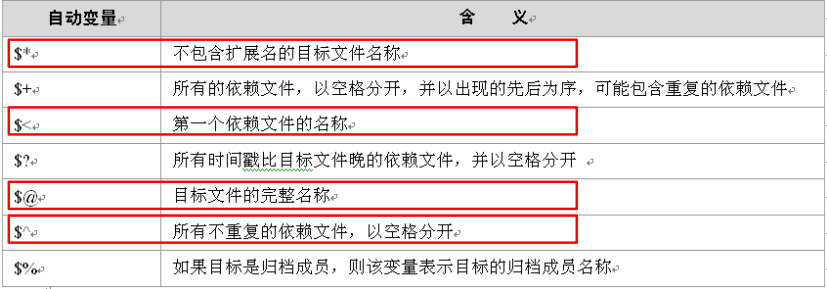 自动变量 含 义
$* 不包含扩展名的目标文件名称
$+ 所有的依赖文件，以空格分开，并以出现的先后为序，可能包含重复的依赖文件
$< 第一个依赖文件的名称
$? 所有时间戳比目标文件晚的依赖文件，并以空格分开
$@ 目标文件的完整名称
$^ 所有不重复的依赖文件，以空格分开
$% 如果目标是归档成员，则该变量表示目标的归档成员名称